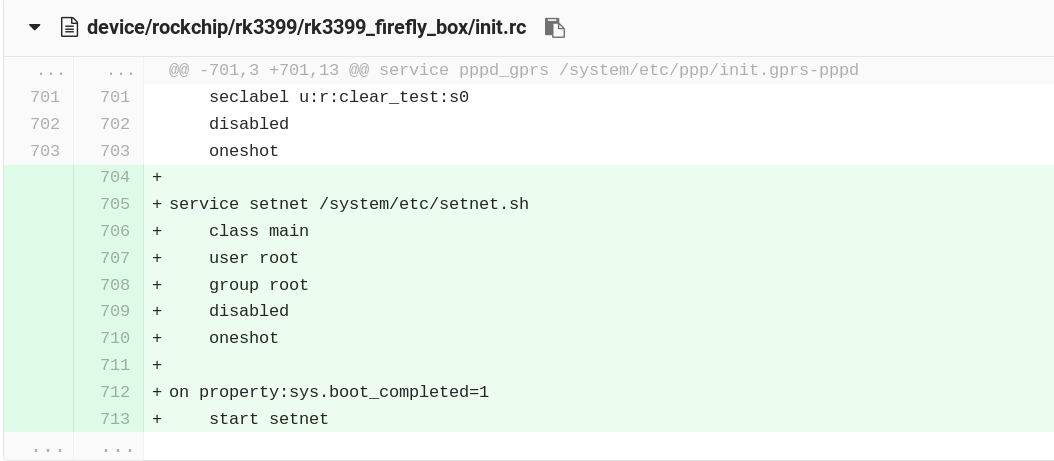 device/rockchip/rk3399/rk3399_firefly_box/init.rc
... ... @@ -701,3 +701,13 @@ service pppd_gprs /system/etc/ppp/init.gprs-pppd
701 701 seclabel u:r:clear_test:s0
702 702 disabled
703 703 oneshot
704 +
705 + service setnet /system/etc/setnet.sh
706 + class main
707 + user root
708 + group root
709 + disabled
710 + oneshot
711 +
712 + on property:sys.boot_completed=1
713 + start setnet
... ...